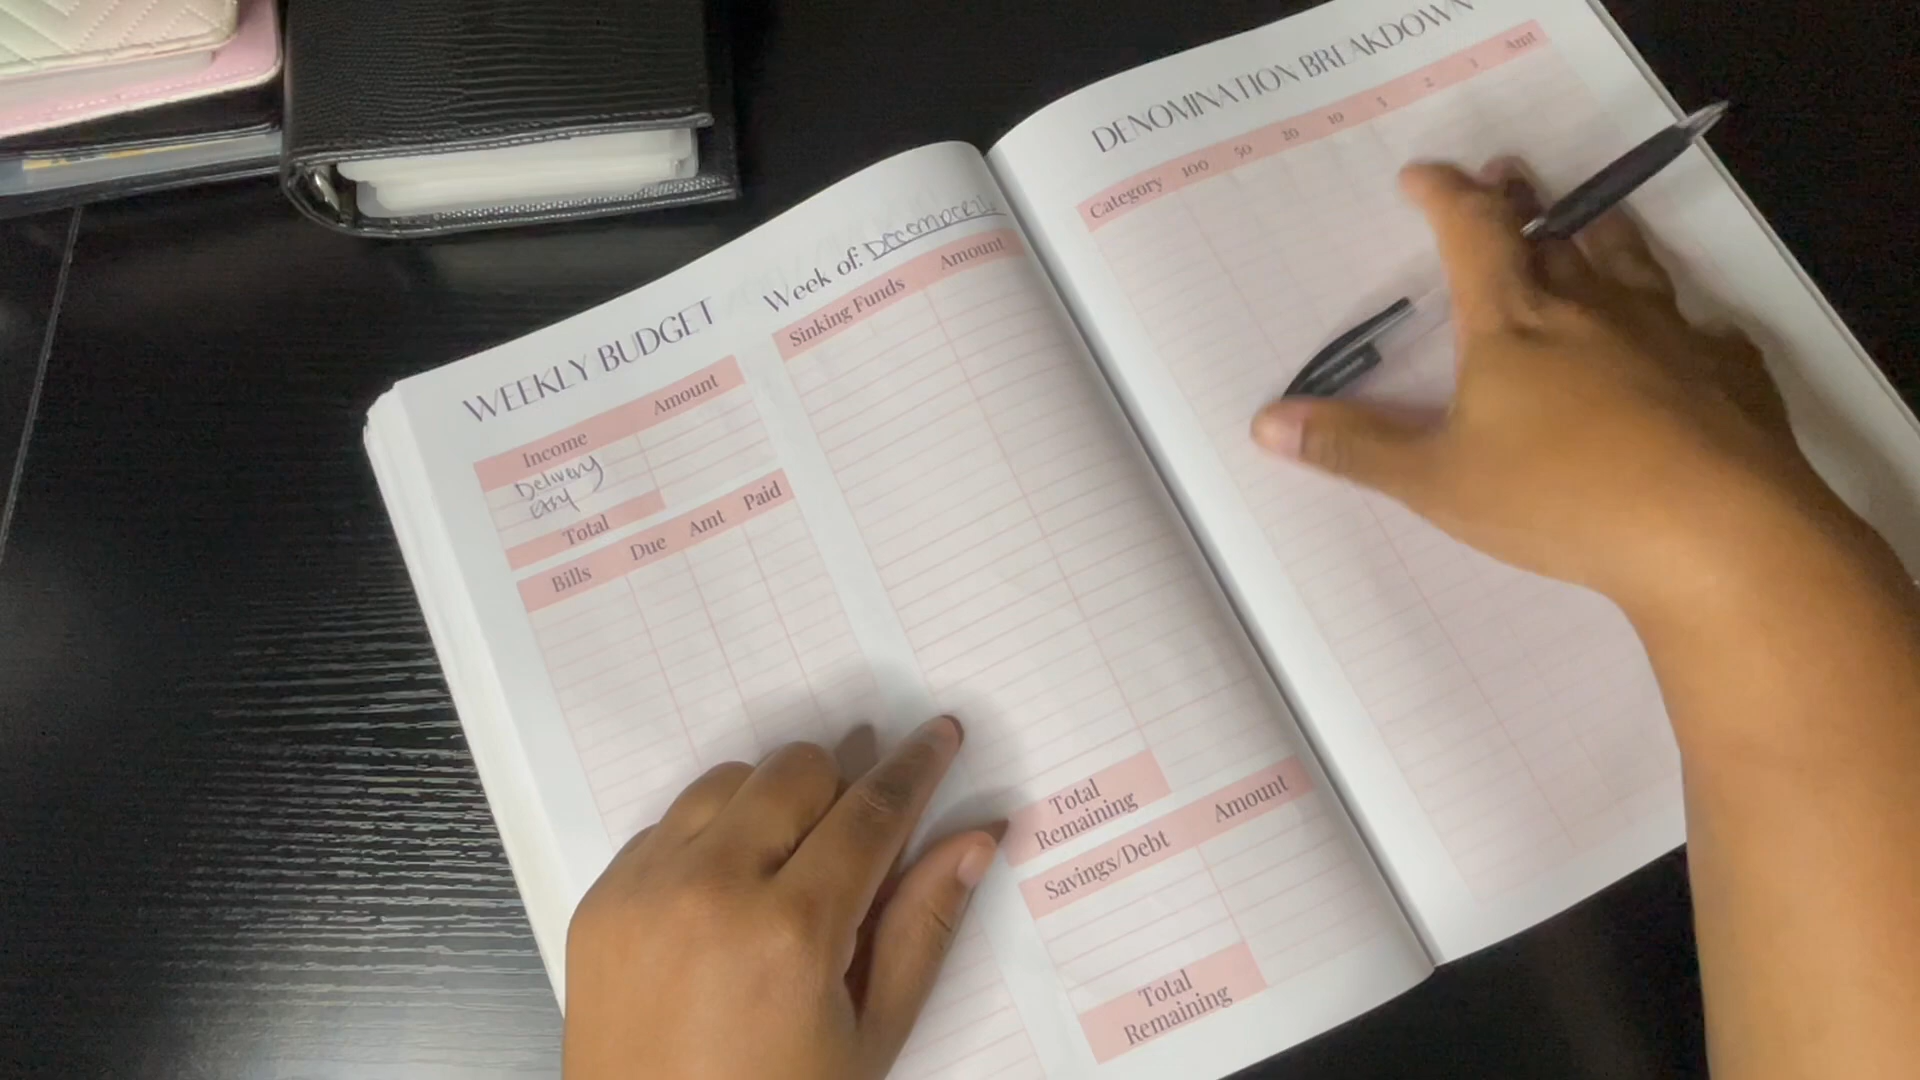 WEEKLY BUDGET
Week of: December
Income Amount
Delivery
Total
Bills Due Amt Paid
Sinking Funds Amount
Total
Remaining
Savings/Debt Amount
Total
Remaining
DENOMINATION BREAKDOWN
Category 100 50 20 10 5 2 1 Amt